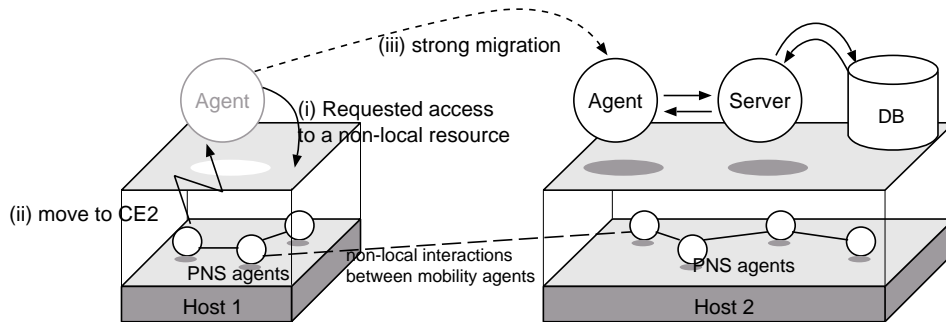 (iii) strong migration
Agent
Agent
Server
DB
(i) Requested access
to a non-local resource
(ii) move to CE2
PNS agents
non-local interactions
between mobility agents
PNS agents
Host 1
Host 2